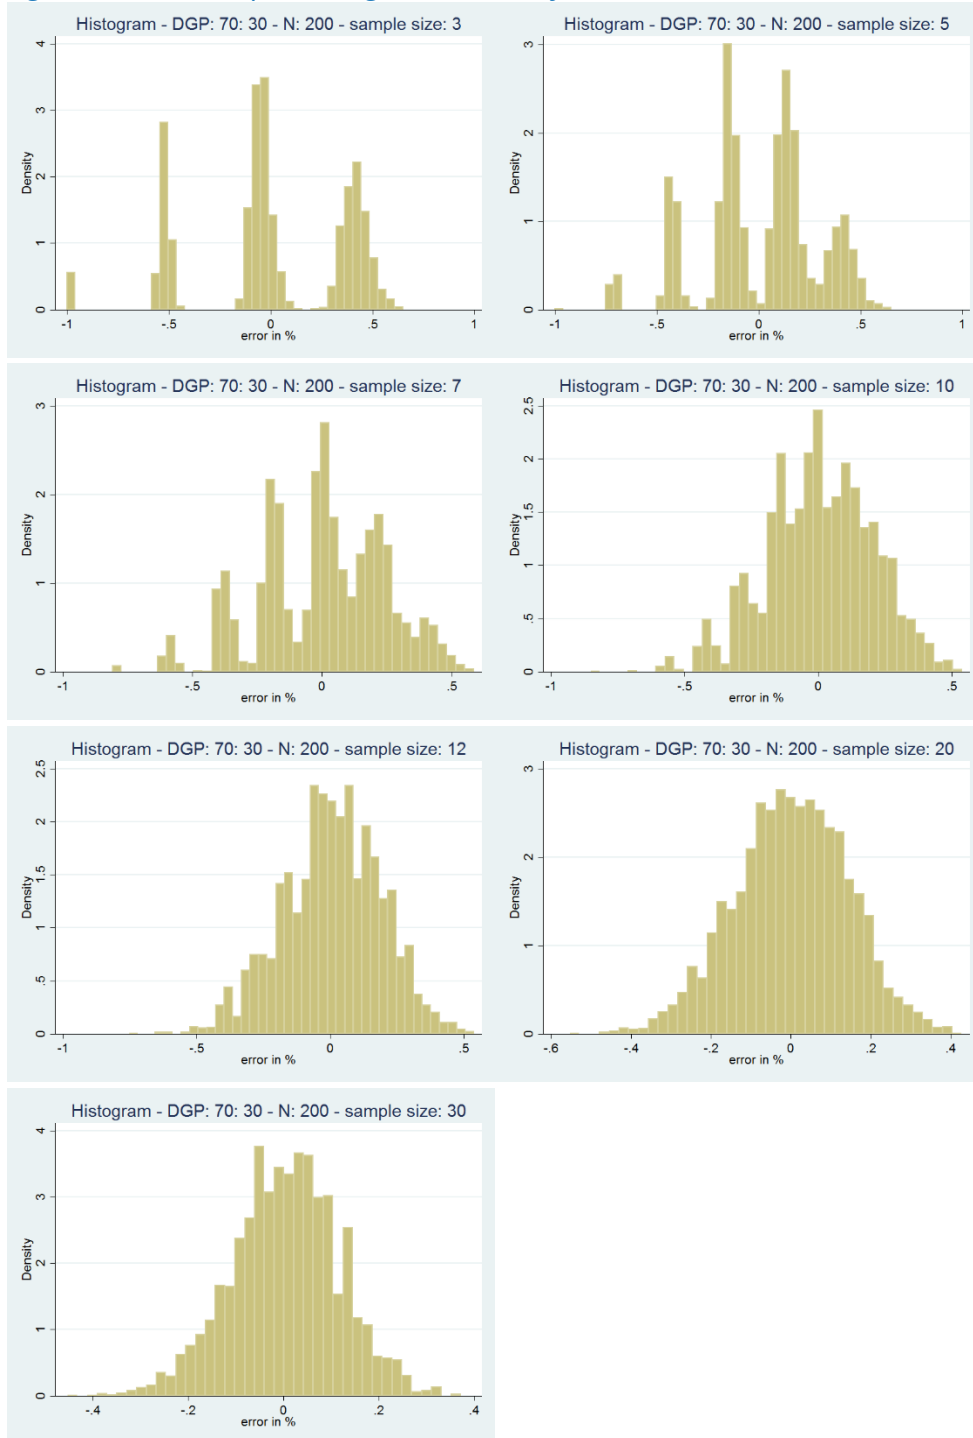 Histogram - DGP: 70: 30 - N: 200 - sample size: 3
Density
0 1 2 3 4
-1 -.5 0 .5 1
error in %
Histogram - DGP: 70: 30 - N: 200 - sample size: 5
Density
0 1 2 3
-1 -.5 0 .5 1
error in %
Histogram - DGP: 70: 30 - N: 200 - sample size: 7
Density
0 1 2 3
-1 -.5 0 .5
error in %
Histogram - DGP: 70: 30 - N: 200 - sample size: 10
Density
0 .5 1 1.5 2 2.5
-1 -.5 0 .5
error in %
Histogram - DGP: 70: 30 - N: 200 - sample size: 12
Density
0 .5 1 1.5 2 2.5
-1 -.5 0 .5
error in %
Histogram - DGP: 70: 30 - N: 200 - sample size: 20
Density
0 1 2 3
-.6 -.4 -.2 0 .2 .4
error in %
Histogram - DGP: 70: 30 - N: 200 - sample size: 30
Density
0 1 2 3 4
-.4 -.2 0 .2 .4
error in %